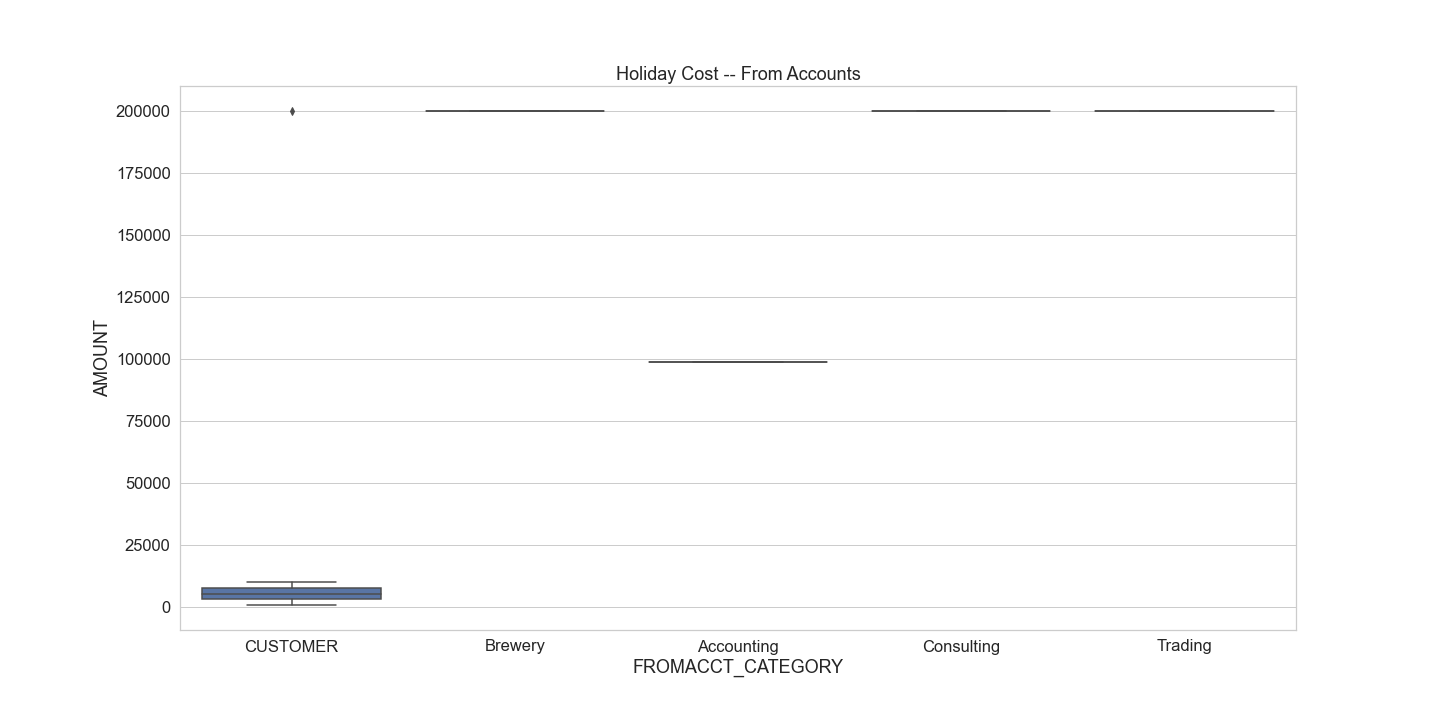 Holiday Cost -- From Accounts
200000
175000
150000
125000
100000
75000
50000
25000
0
AMOUNT
CUSTOMER Brewery Accounting Consulting Trading
FROMACCT_CATEGORY